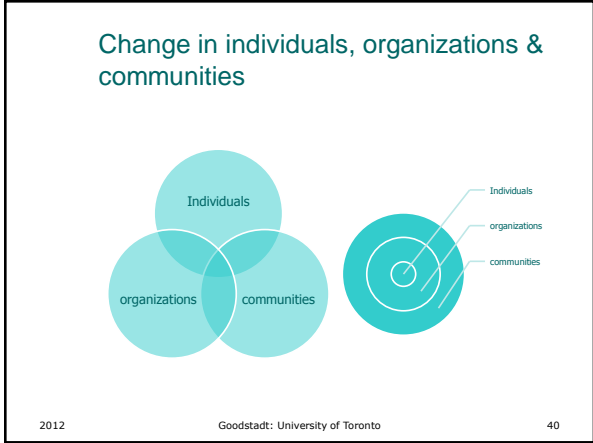 Change in individuals, organizations &
communities
Individuals
organizations
communities
Individuals
organizations
communities
2012
Goodstadt: University of Toronto
40